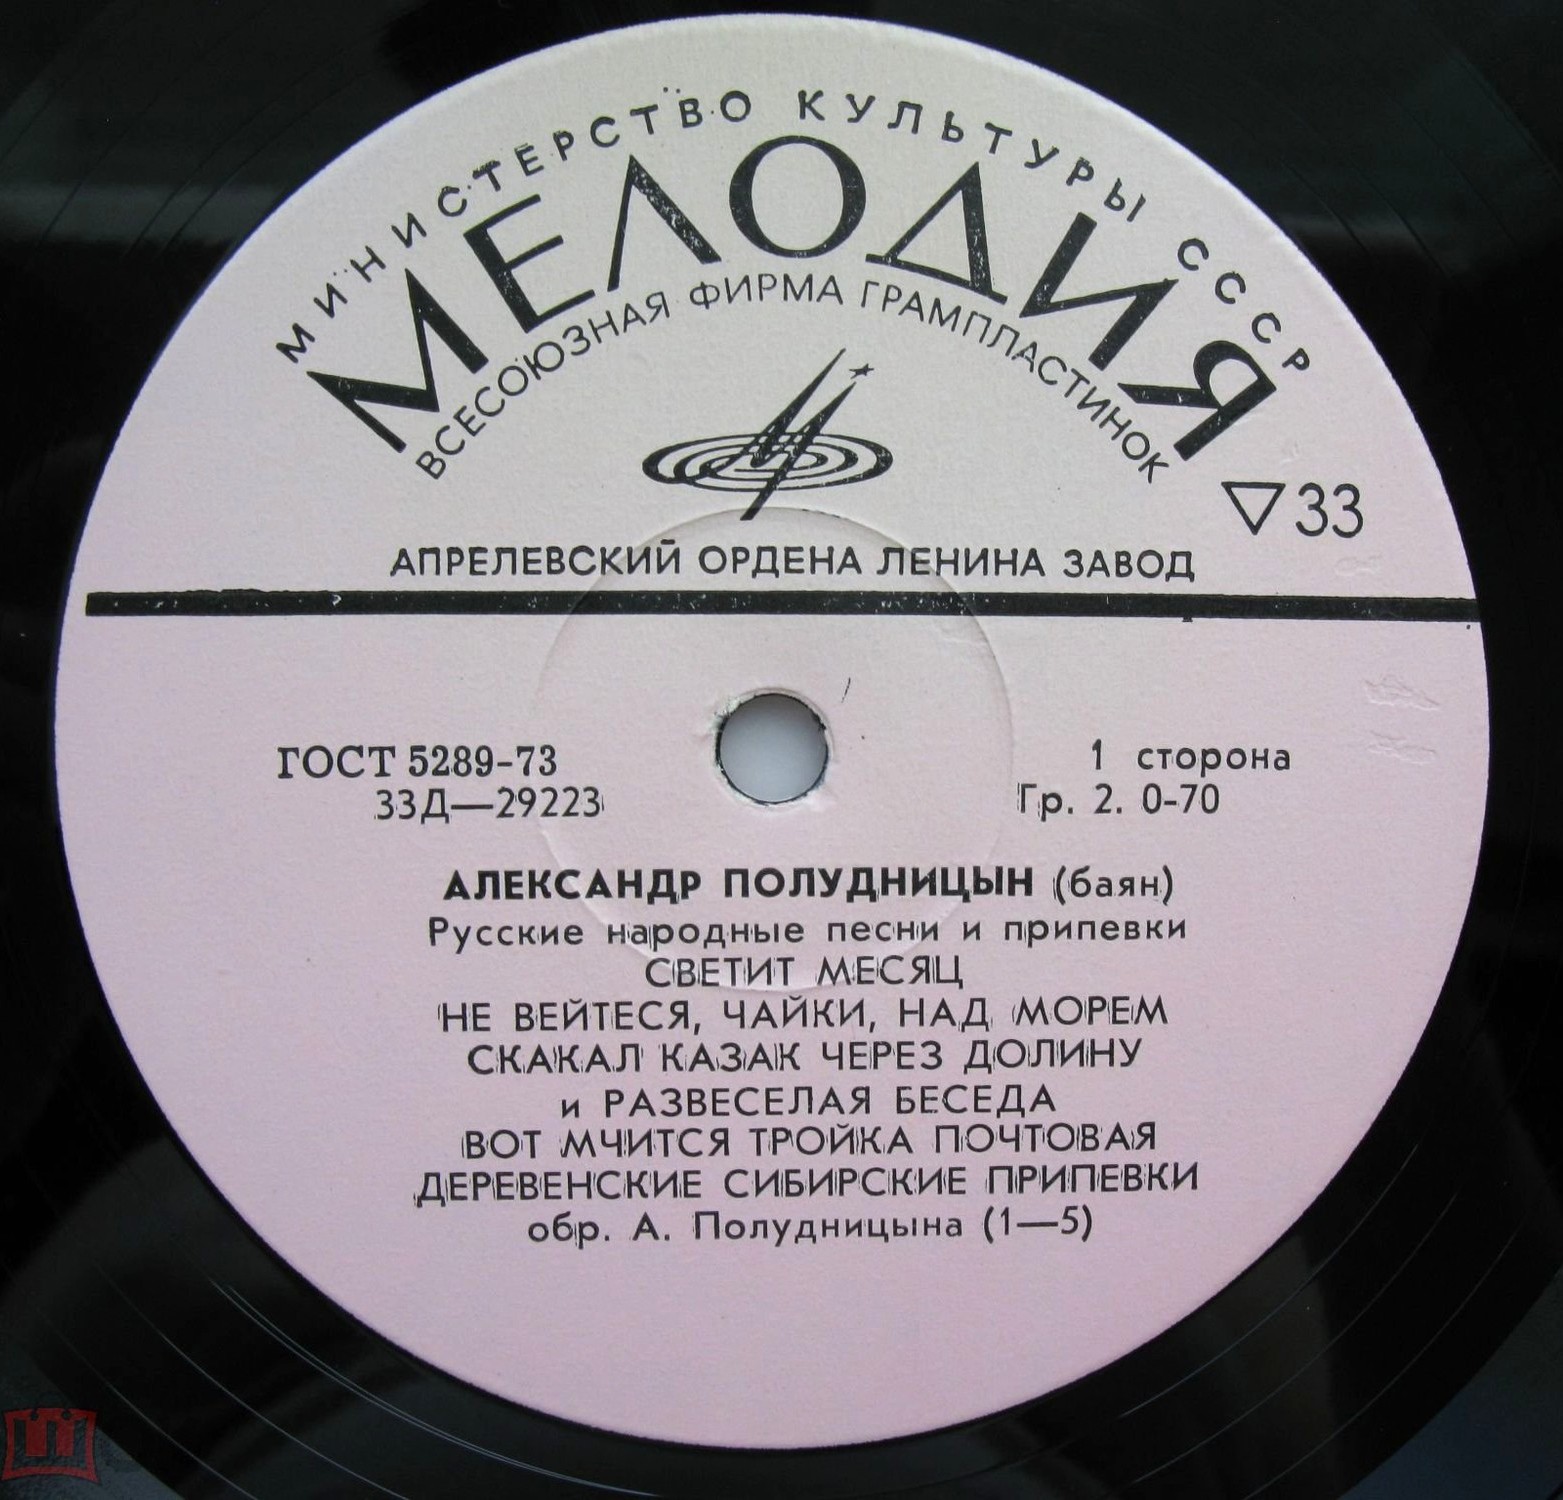 МИНИСТЕРСТВО КУЛЬТУРЫ СССР
МЕЛОДИЯ
ВСЕСОЮЗНАЯ ФИРМА ГРАМПЛАСТИНОК
▽33
АПРЕЛЕВСКИЙ ОРДЕНА ЛЕНИНА ЗАВОД
ГОСТ 5289-73
33Д—29223
1 сторона
Гр. 2. 0-70
АЛЕКСАНДР ПОЛУДНИЦЫН (баян)
Русские народные песни и припевки
СВЕТИТ МЕСЯЦ
НЕ ВЕЙТЕСЯ, ЧАЙКИ, НАД МОРЕМ
СКАКАЛ КАЗАК ЧЕРЕЗ ДОЛИНУ
и РАЗВЕСЕЛАЯ БЕСЕДА
ВОТ МЧИТСЯ ТРОЙКА ПОЧТОВАЯ
ДЕРЕВЕНСКИЕ СИБИРСКИЕ ПРИПЕВКИ
обр. А. Полудницына (1—5)